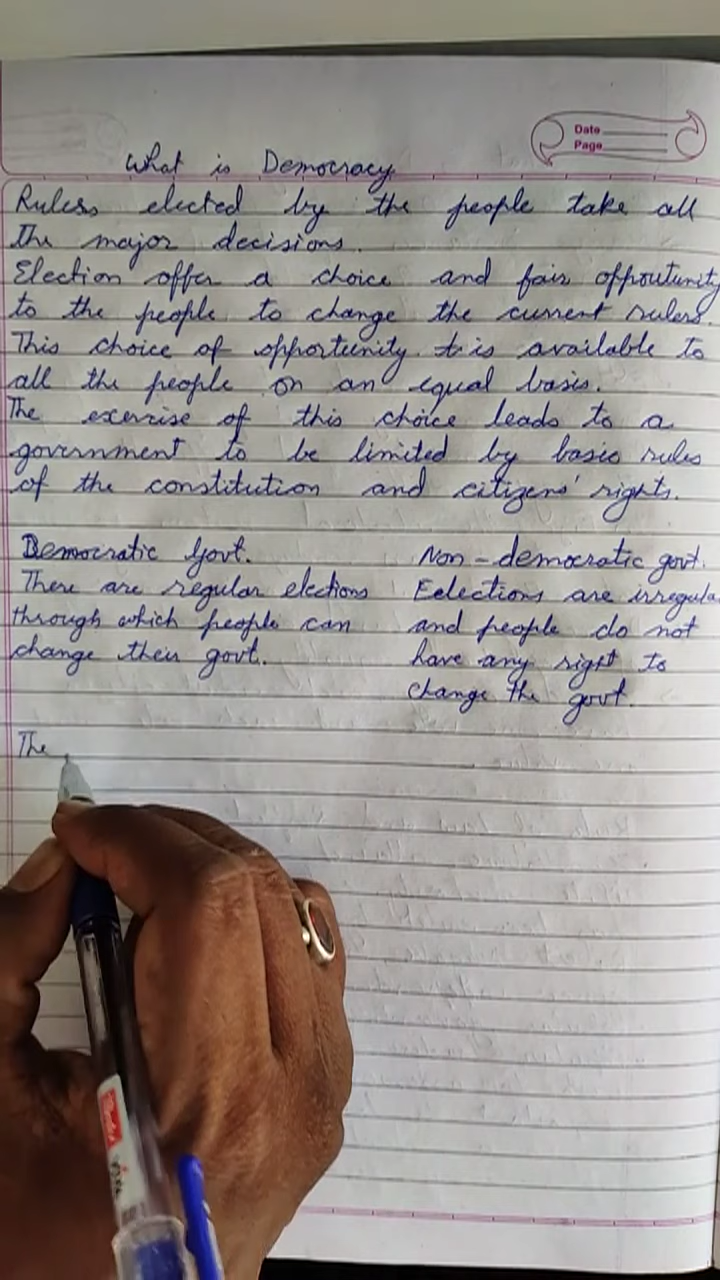 Date
Page
What is Democracy
Rulers elected by the people take all
the major decisions.
Election offer a choice and fair opportunity
to the people to change the current rulers.
This choice of opportunity is available to
all the people on an equal basis.
The exercise of this choice leads to a
government to be limited by basic rules
of the constitution and citizens' rights.
Democratic Govt.
There are regular elections
through which people can
change their govt.
Non-democratic govt.
Eelections are irregula
and people do not
have any right to
change the govt.
The